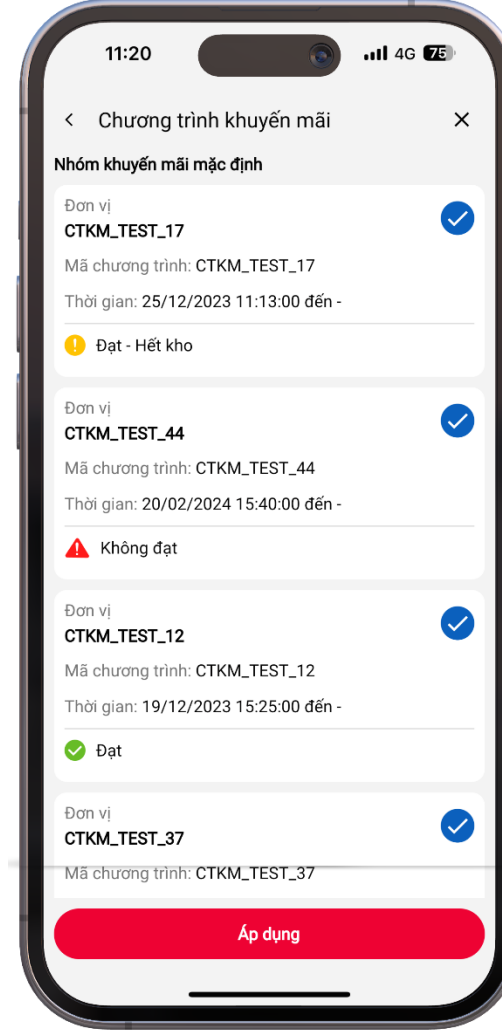 11:20 4G 75
Chương trình khuyến mãi
Nhóm khuyến mãi mặc định
Đơn vị
CTKM_TEST_17
Mã chương trình: CTKM_TEST_17
Thời gian: 25/12/2023 11:13:00 đến -
Đạt - Hết kho
Đơn vị
CTKM_TEST_44
Mã chương trình: CTKM_TEST_44
Thời gian: 20/02/2024 15:40:00 đến -
Không đạt
Đơn vị
CTKM_TEST_12
Mã chương trình: CTKM_TEST_12
Thời gian: 19/12/2023 15:25:00 đến -
Đạt
Đơn vị
CTKM_TEST_37
Mã chương trình: CTKM_TEST_37
Áp dụng